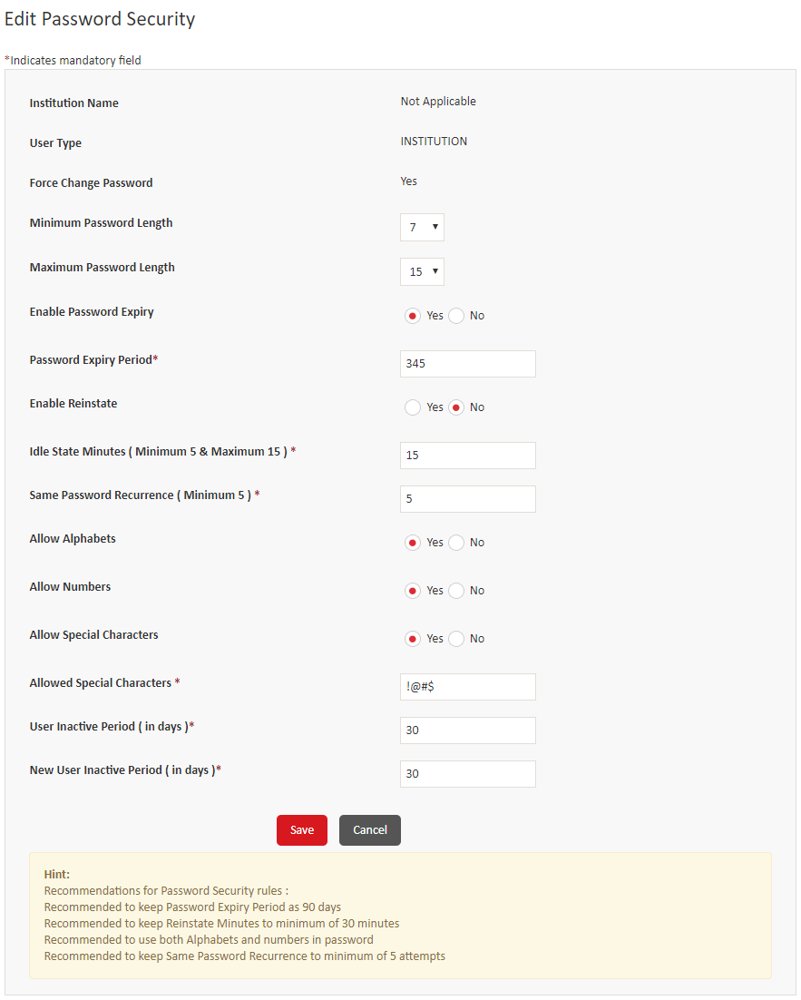 Edit Password Security
*Indicates mandatory field
Institution Name Not Applicable
User Type INSTITUTION
Force Change Password Yes
Minimum Password Length 7
Maximum Password Length 15
Enable Password Expiry Yes No
Password Expiry Period* 345
Enable Reinstate Yes No
Idle State Minutes ( Minimum 5 & Maximum 15 ) * 15
Same Password Recurrence ( Minimum 5 ) * 5
Allow Alphabets Yes No
Allow Numbers Yes No
Allow Special Characters Yes No
Allowed Special Characters * !@#$
User Inactive Period ( in days )* 30
New User Inactive Period ( in days )* 30
Save Cancel
Hint:
Recommendations for Password Security rules :
Recommended to keep Password Expiry Period as 90 days
Recommended to keep Reinstate Minutes to minimum of 30 minutes
Recommended to use both Alphabets and numbers in password
Recommended to keep Same Password Recurrence to minimum of 5 attempts